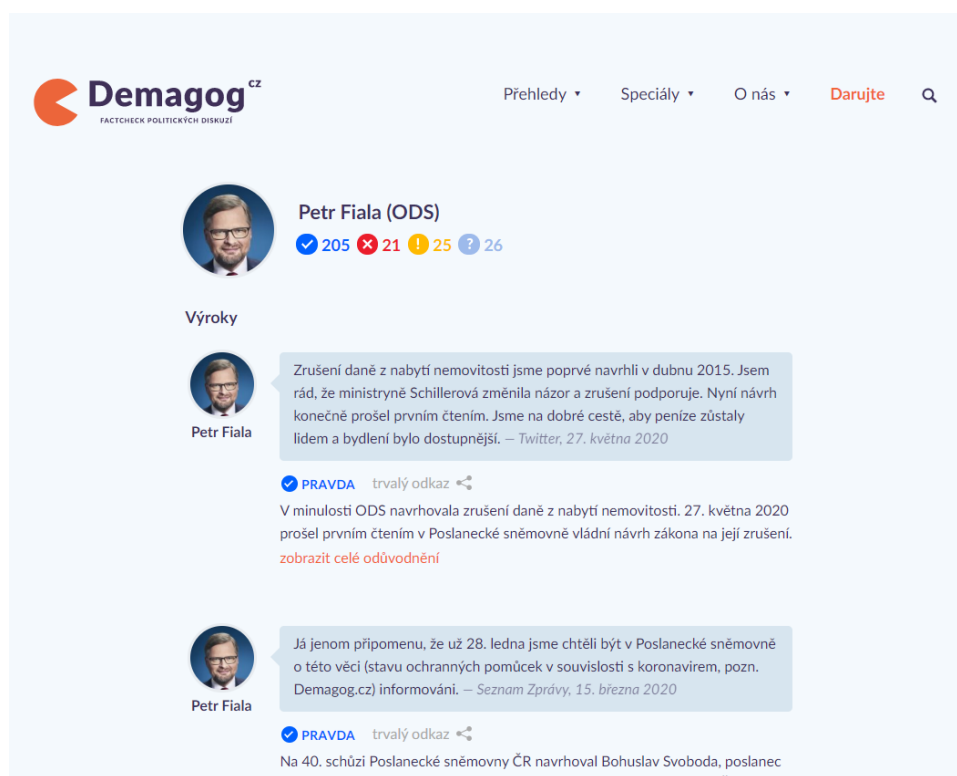 Demagog cz
FACTCHECK POLITICKÝCH DISKUZÍ
Přehledy ▾ Speciály ▾ O nás ▾ Darujte
Petr Fiala (ODS)
205 21 25 26
Výroky
Zrušení daně z nabytí nemovitosti jsme poprvé navrhli v dubnu 2015. Jsem
rád, že ministryně Schillerová změnila názor a zrušení podporuje. Nyní návrh
konečně prošel prvním čtením. Jsme na dobré cestě, aby peníze zůstaly
lidem a bydlení bylo dostupnější. — Twitter, 27. května 2020
Petr Fiala
PRAVDA trvalý odkaz
V minulosti ODS navrhovala zrušení daně z nabytí nemovitosti. 27. května 2020
prošel prvním čtením v Poslanecké sněmovně vládní návrh zákona na její zrušení.
zobrazit celé odůvodnění
Já jenom připomenu, že už 28. ledna jsme chtěli být v Poslanecké sněmovně
o této věci (stavu ochranných pomůcek v souvislosti s koronavirem, pozn.
Demagog.cz) informováni. — Seznam Zprávy, 15. března 2020
Petr Fiala
PRAVDA trvalý odkaz
Na 40. schůzi Poslanecké sněmovny ČR navrhoval Bohuslav Svoboda, poslanec